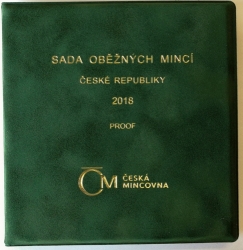 SADA OBĚŽNÝCH MINCÍ
ČESKÉ REPUBLIKY
2018
PROOF
ČM ČESKÁ
MINCOVNA